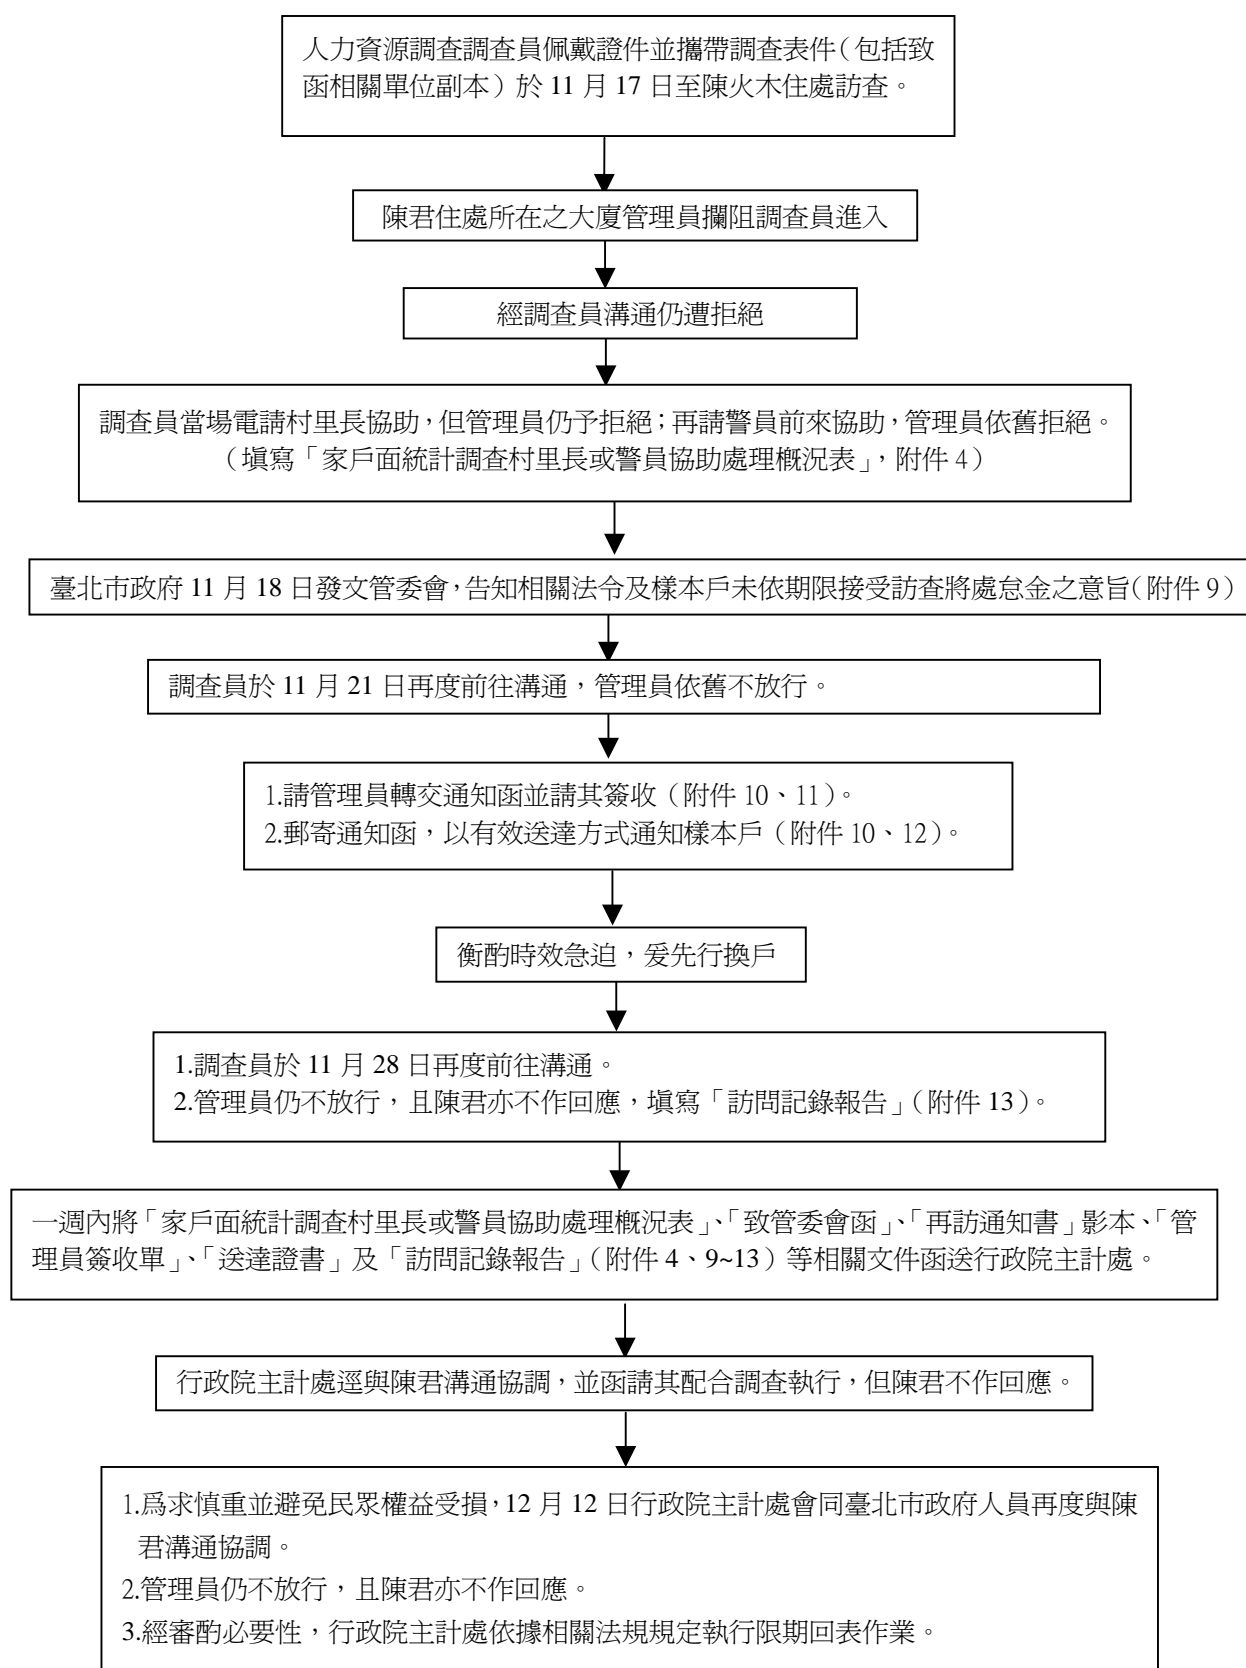 人力資源調查調查員佩戴證件並攜帶調查表件（包括致
函相關單位副本）於 11 月 17 日至陳火木住處訪查。
陳君住處所在之大廈管理員攔阻調查員進入
經調查員溝通仍遭拒絕
調查員當場電請村里長協助，但管理員仍予拒絕；再請警員前來協助，管理員依舊拒絕。
（填寫「家戶面統計調查村里長或警員協助處理概況表」，附件 4）
臺北市政府 11 月 18 日發文管委會，告知相關法令及樣本戶未依期限接受訪查將處怠金之意旨（附件 9）
調查員於 11 月 21 日再度前往溝通，管理員依舊不放行。
1.請管理員轉交通知函並請其簽收（附件 10、11）。
2.郵寄通知函，以有效送達方式通知樣本戶（附件 10、12）。
衡酌時效急迫，爰先行換戶
1.調查員於 11 月 28 日再度前往溝通。
2.管理員仍不放行，且陳君亦不作回應，填寫「訪問記錄報告」（附件 13）。
一週內將「家戶面統計調查村里長或警員協助處理概況表」、「致管委會函」、「再訪通知書」影本、「管
理員簽收單」、「送達證書」及「訪問記錄報告」（附件 4、9~13）等相關文件函送行政院主計處。
行政院主計處逕與陳君溝通協調，並函請其配合調查執行，但陳君不作回應。
1.為求慎重並避免民眾權益受損，12 月 12 日行政院主計處會同臺北市政府人員再度與陳
君溝通協調。
2.管理員仍不放行，且陳君亦不作回應。
3.經審酌必要性，行政院主計處依據相關法規規定執行限期回表作業。